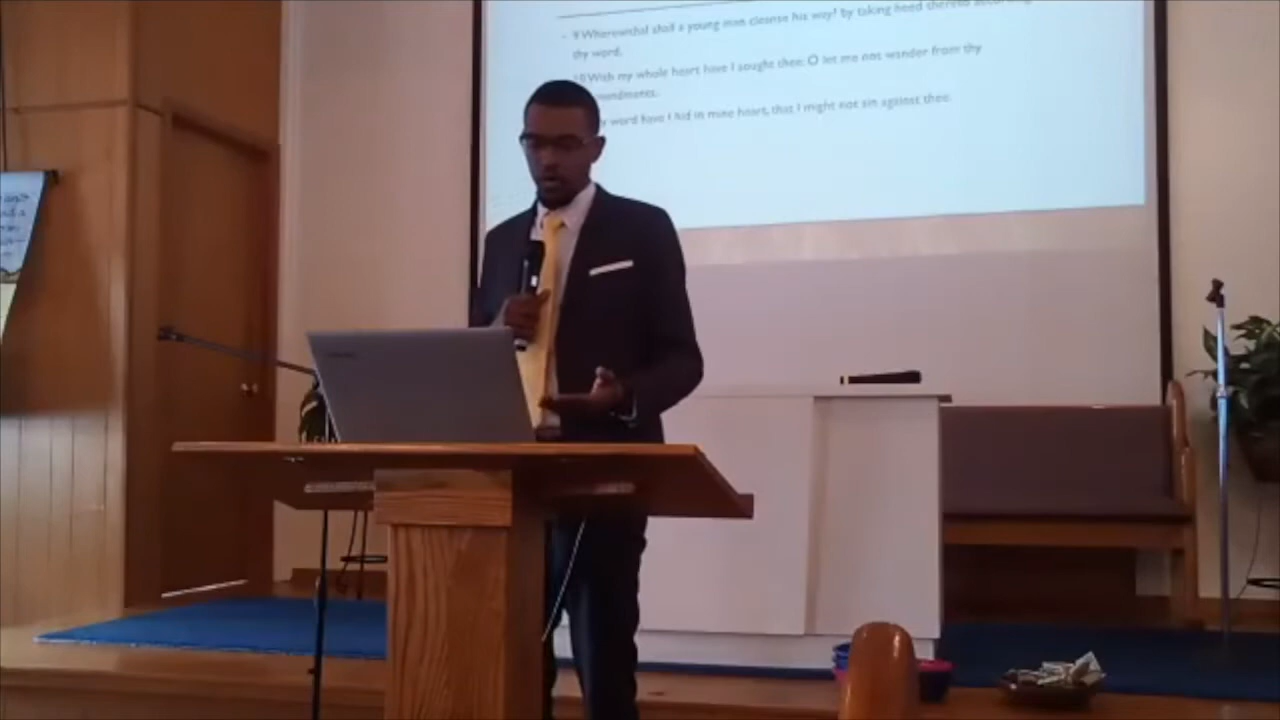 9 Wherewithal shall a young man cleanse his way? by taking heed thereto
thy word.
10 With my whole heart have I sought thee: O let me not wander from thy
word have I hid in mine heart, that I might not sin against thee.